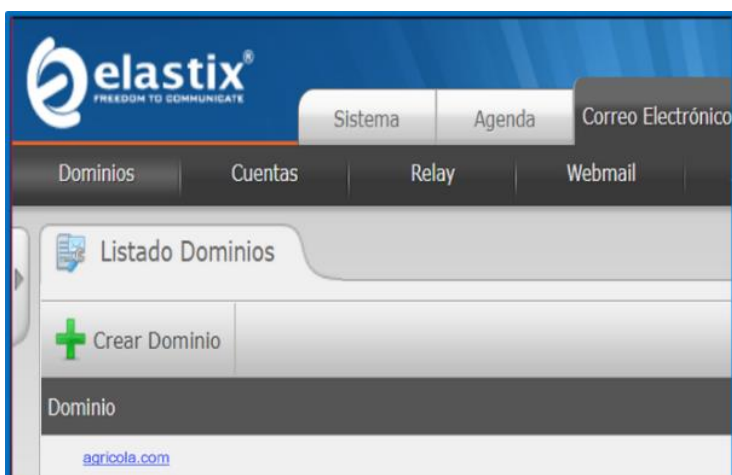 elastix®
FREEDOM TO COMMUNICATE
Sistema Agenda Correo Electrónico
Dominios Cuentas Relay Webmail
Listado Dominios
Crear Dominio
Dominio
agricola.com